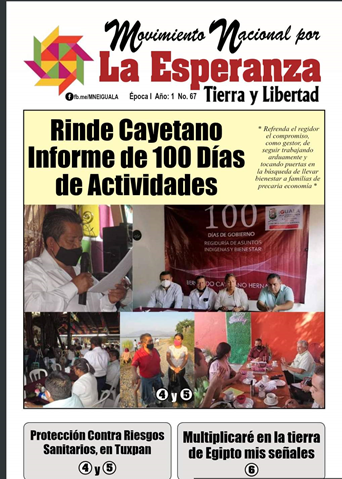 Movimiento Nacional por
La Esperanza
Tierra y Libertad
fb.me/MNEIGUALA Época I Año: 1 No. 67
Rinde Cayetano
Informe de 100 Días
de Actividades
* Refrenda el regidor
el compromiso,
como gestor, de
seguir trabajando
arduamente y
tocando puertas en
la búsqueda de llevar
bienestar a familias de
precaria economía *
100
DÍAS DE GOBIERNO
REGIDURÍA DE ASUNTOS
INDÍGENAS Y BIENESTAR
CAYETANO HERN
4 y 5
Protección Contra Riesgos
Sanitarios, en Tuxpan
4 y 5
Multiplicaré en la tierra
de Egipto mis señales
6